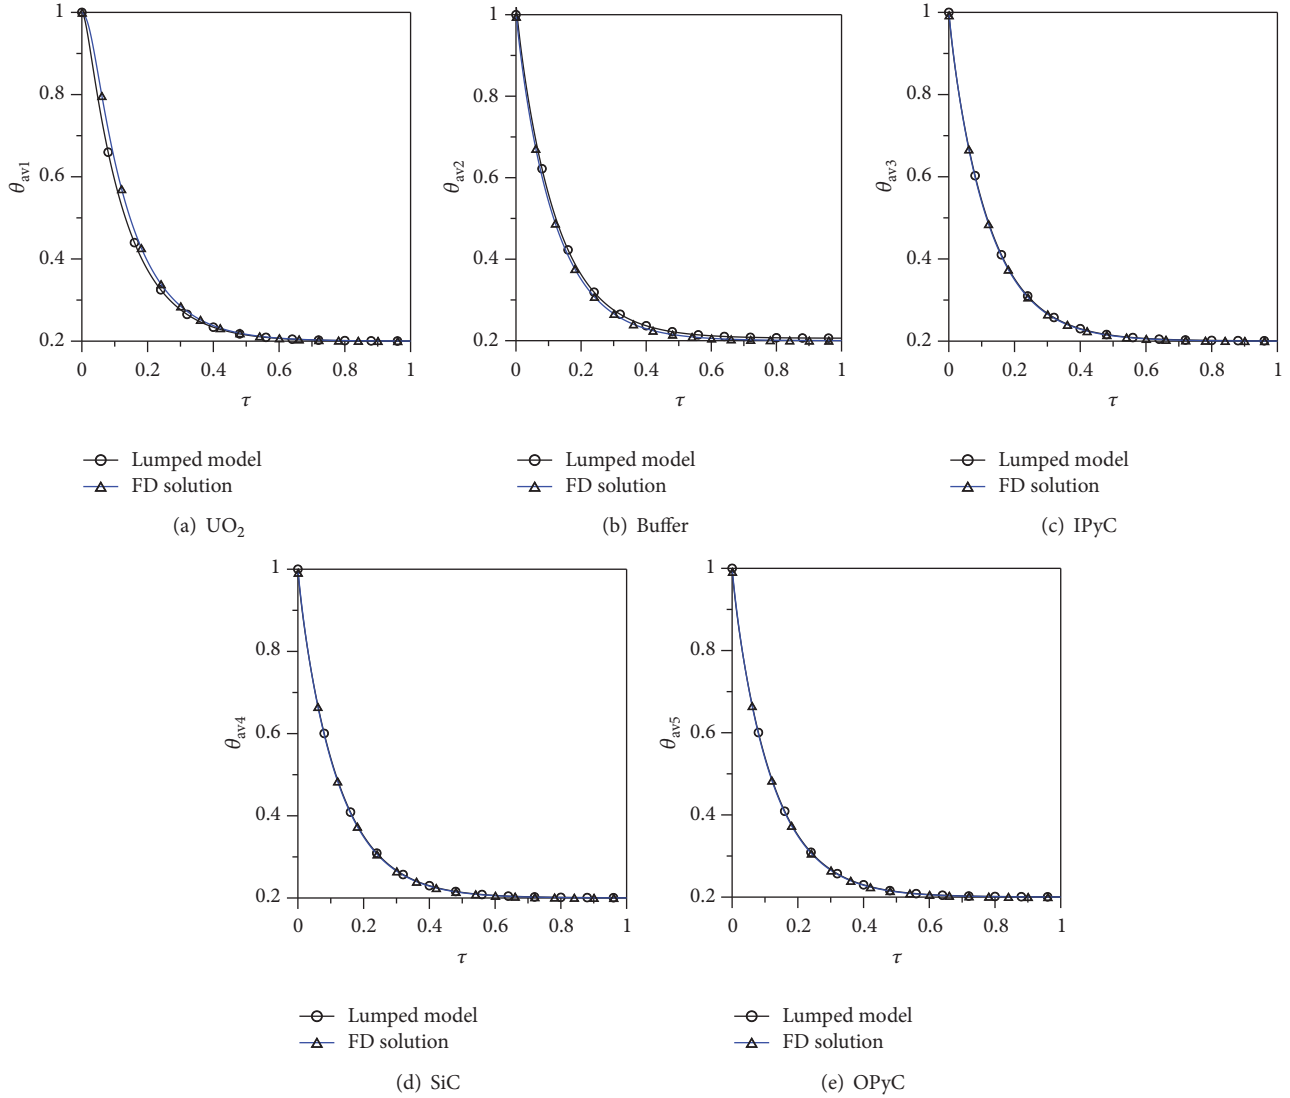 1
0.8
0.6
0.4
0.2
θav1
0 0.2 0.4 0.6 0.8 1
τ
Lumped model
FD solution
(a) UO2
1
0.8
0.6
0.4
0.2
θav2
0 0.2 0.4 0.6 0.8 1
τ
Lumped model
FD solution
(b) Buffer
1
0.8
0.6
0.4
0.2
θav3
0 0.2 0.4 0.6 0.8 1
τ
Lumped model
FD solution
(c) IPyC
1
0.8
0.6
0.4
0.2
θav4
0 0.2 0.4 0.6 0.8 1
τ
Lumped model
FD solution
(d) SiC
1
0.8
0.6
0.4
0.2
θav5
0 0.2 0.4 0.6 0.8 1
τ
Lumped model
FD solution
(e) OPyC